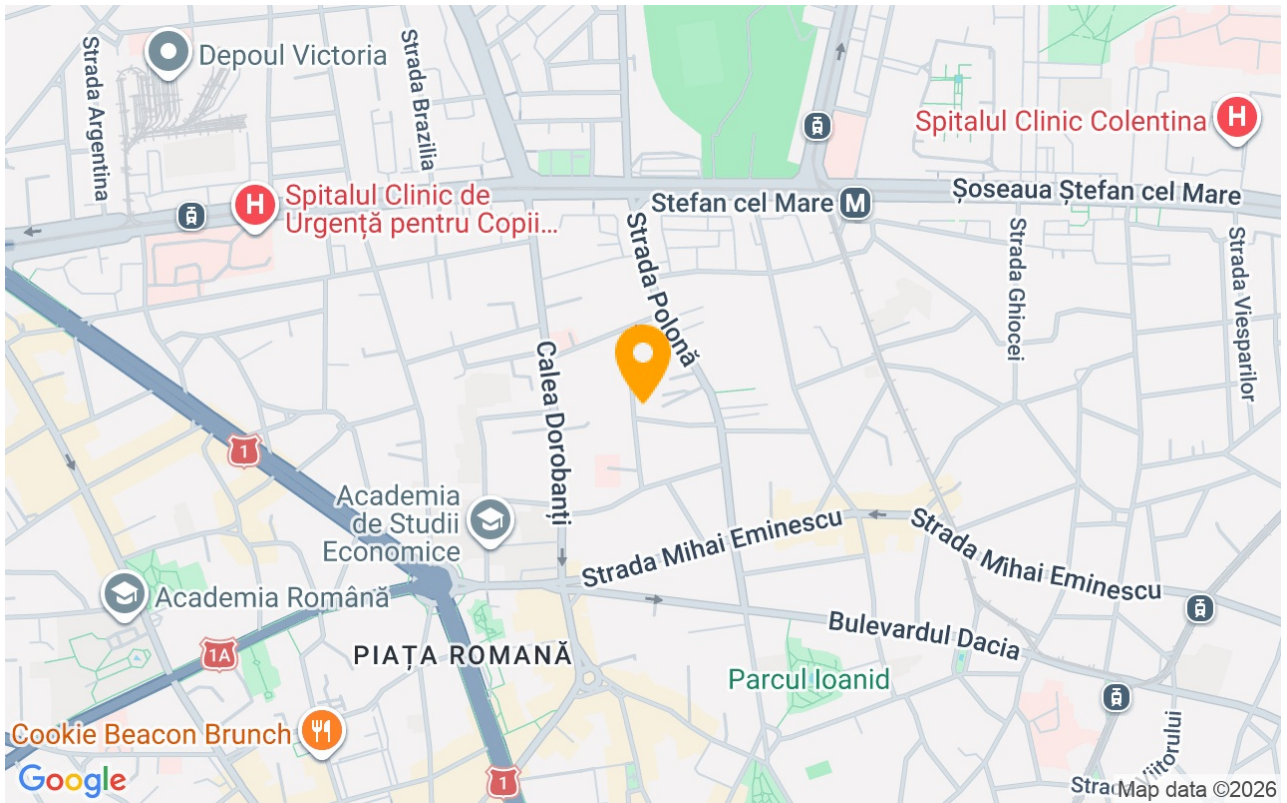 Depoul Victoria
Strada Argentina
Strada Brazilia
Spitalul Clinic Colentina
H
H
Spitalul Clinic de
Urgență pentru Copii...
Stefan cel Mare
M
Șoseaua Ștefan cel Mare
Strada Polonă
Strada Ghiocei
Strada Viesparilor
Calea Dorobanți
1
Academia
de Studii
Economice
Strada Mihai Eminescu
Strada Mihai Eminescu
Academia Română
1A
PIAȚA ROMANĂ
Bulevardul Dacia
Parcul Ioanid
Cookie Beacon Brunch
1
Google
Strada Viitorului
Map data ©2026